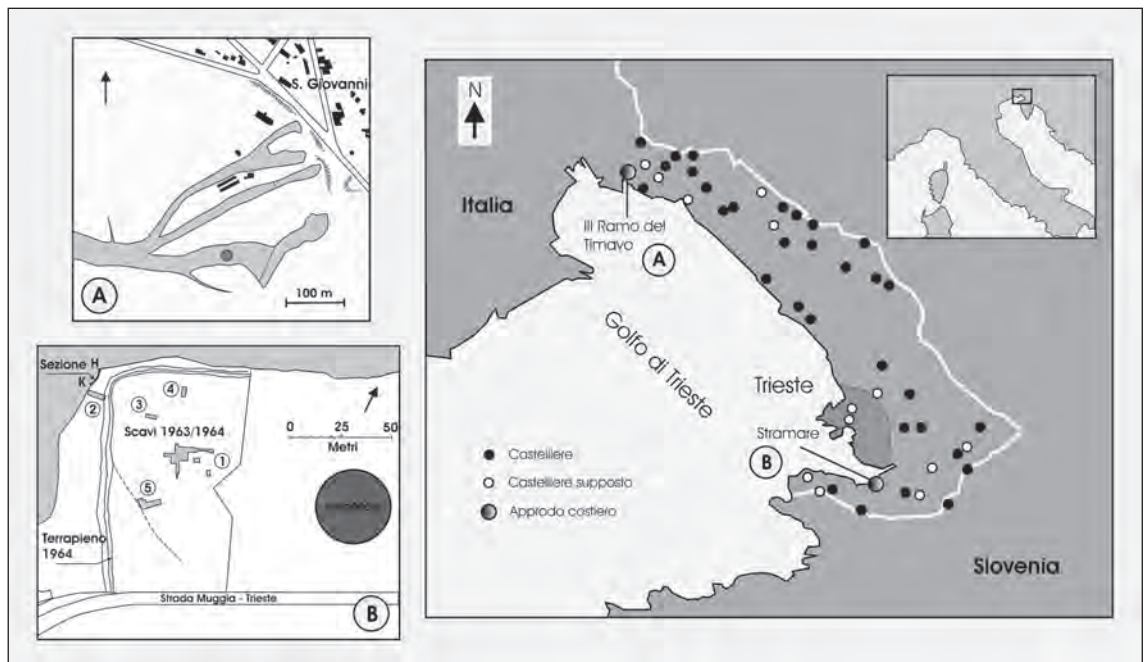 S. Giovanni
A
100 m
Sezione H
K
2
3
4
Scavi 1963/1964
1
5
0 25 50
Metri
Terrapieno
1964
Strada Muggia - Trieste
B
N
Italia
III Ramo del
Timavo
A
Golfo di Trieste
Trieste
Stramare
B
Castelliere
Castelliere supposto
Approdo costiero
Slovenia